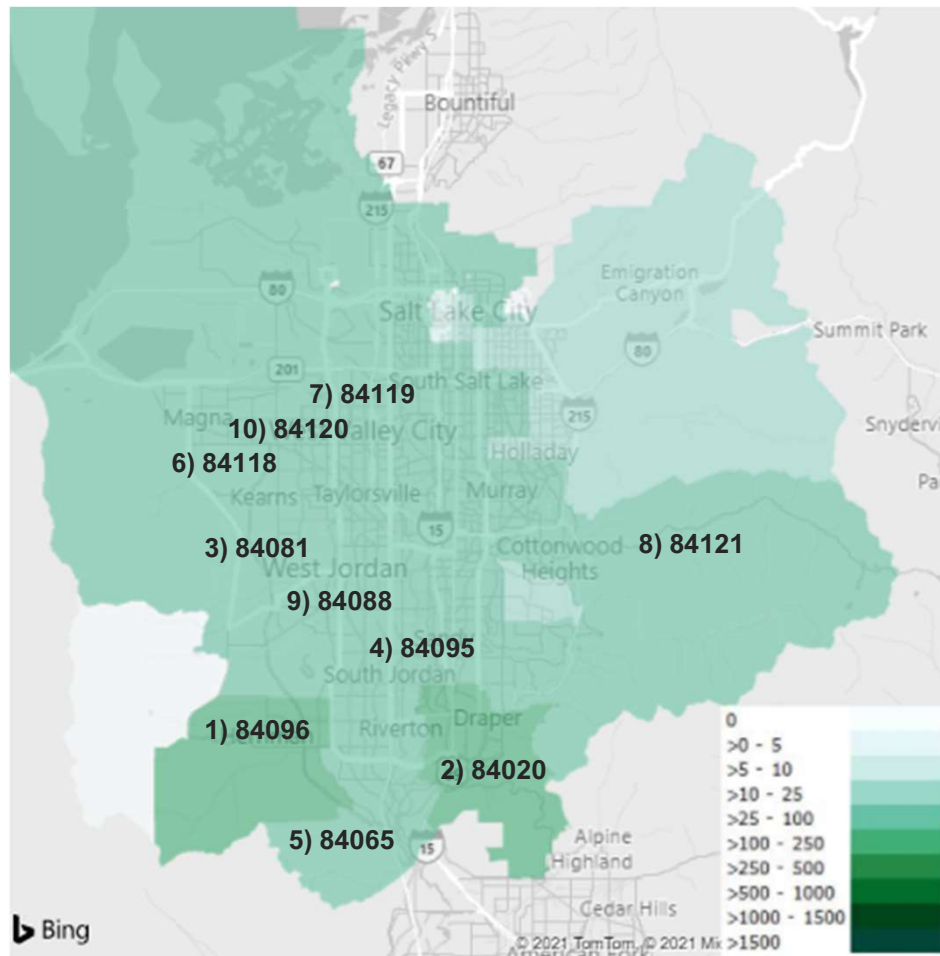 Legacy Pkwy S
Bountiful
67
215
80
Emigration
Canyon
Salt Lake City
80
Summit Park
201
South Salt Lake
7) 84119
Magna
215
10) 84120
Valley City
Holladay
6) 84118
Kearns
Taylorsville
Murray
15
3) 84081
Cottonwood
Heights
8) 84121
West Jordan
9) 84088
4) 84095
South Jordan
1) 84096
Riverton
Draper
2) 84020
5) 84065
15
Alpine
Highland
Cedar Hills
0
>0 - 5
>5 - 10
>10 - 25
>25 - 100
>100 - 250
>250 - 500
>500 - 1000
>1000 - 1500
>1500
Bing
© 2021 TomTom, © 2021 Mi